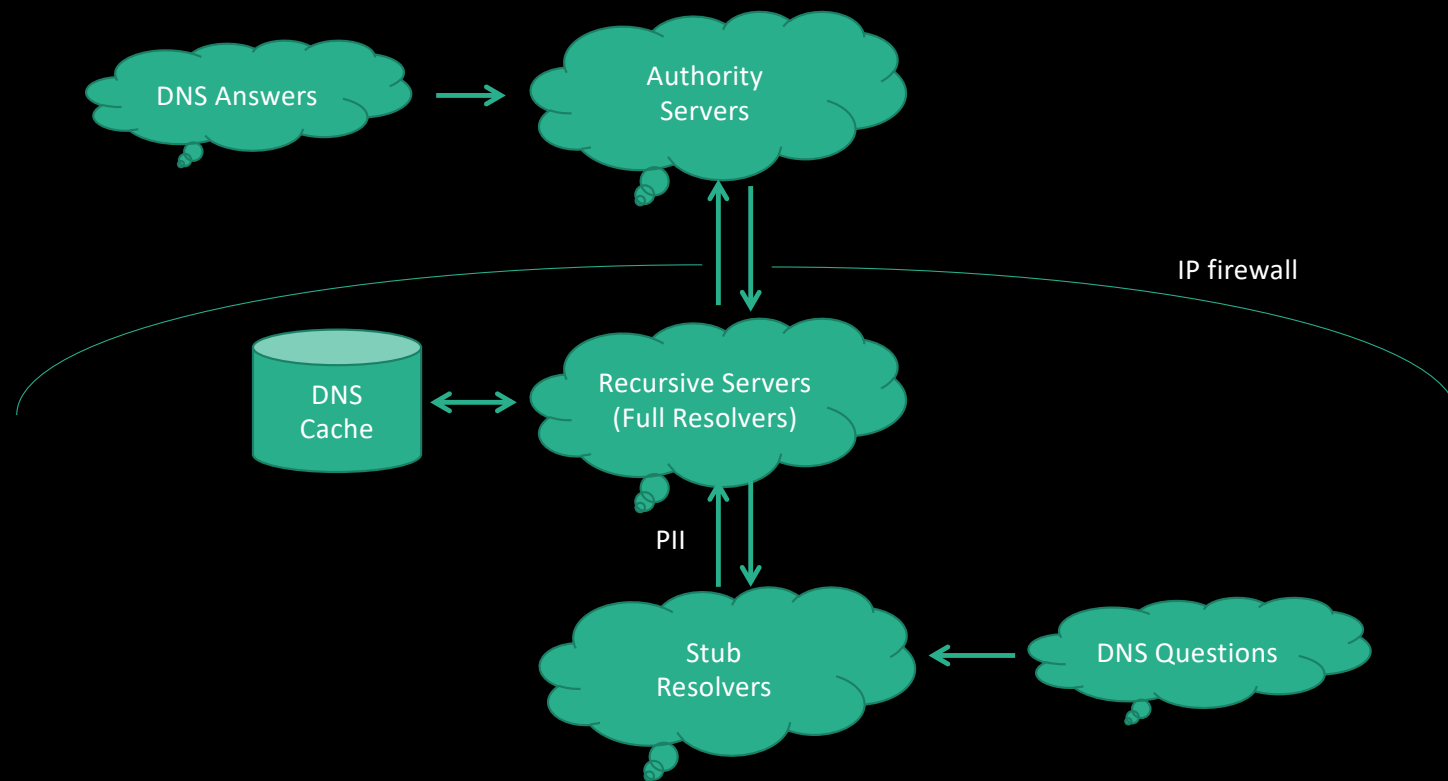 DNS Answers
Authority
Servers
IP firewall
DNS
Cache
Recursive Servers
(Full Resolvers)
PII
Stub
Resolvers
DNS Questions